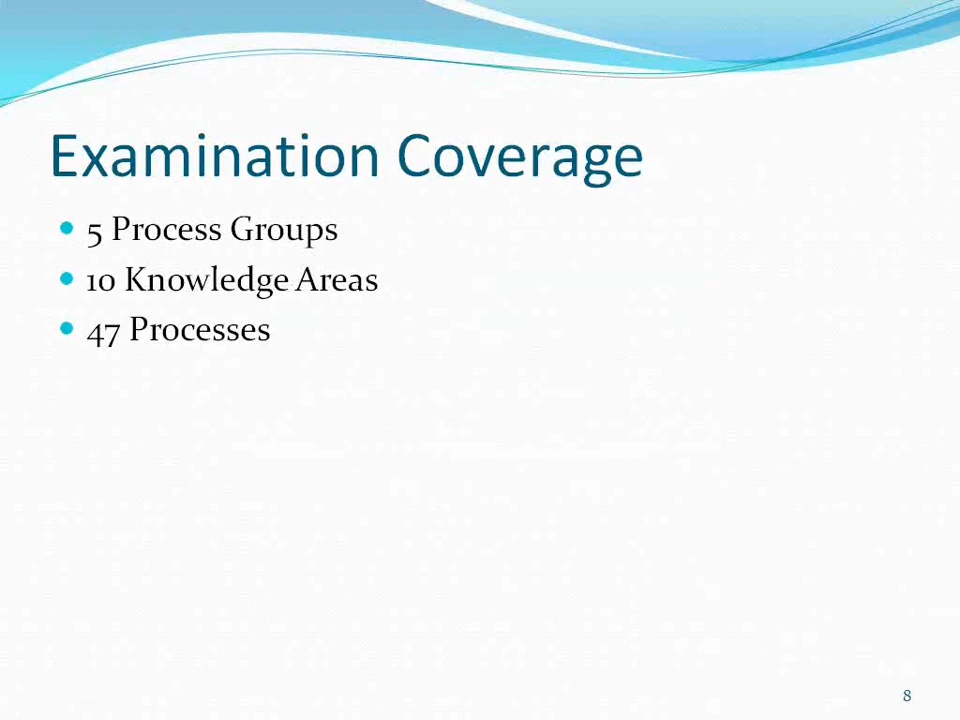 Examination Coverage
5 Process Groups
10 Knowledge Areas
47 Processes
8